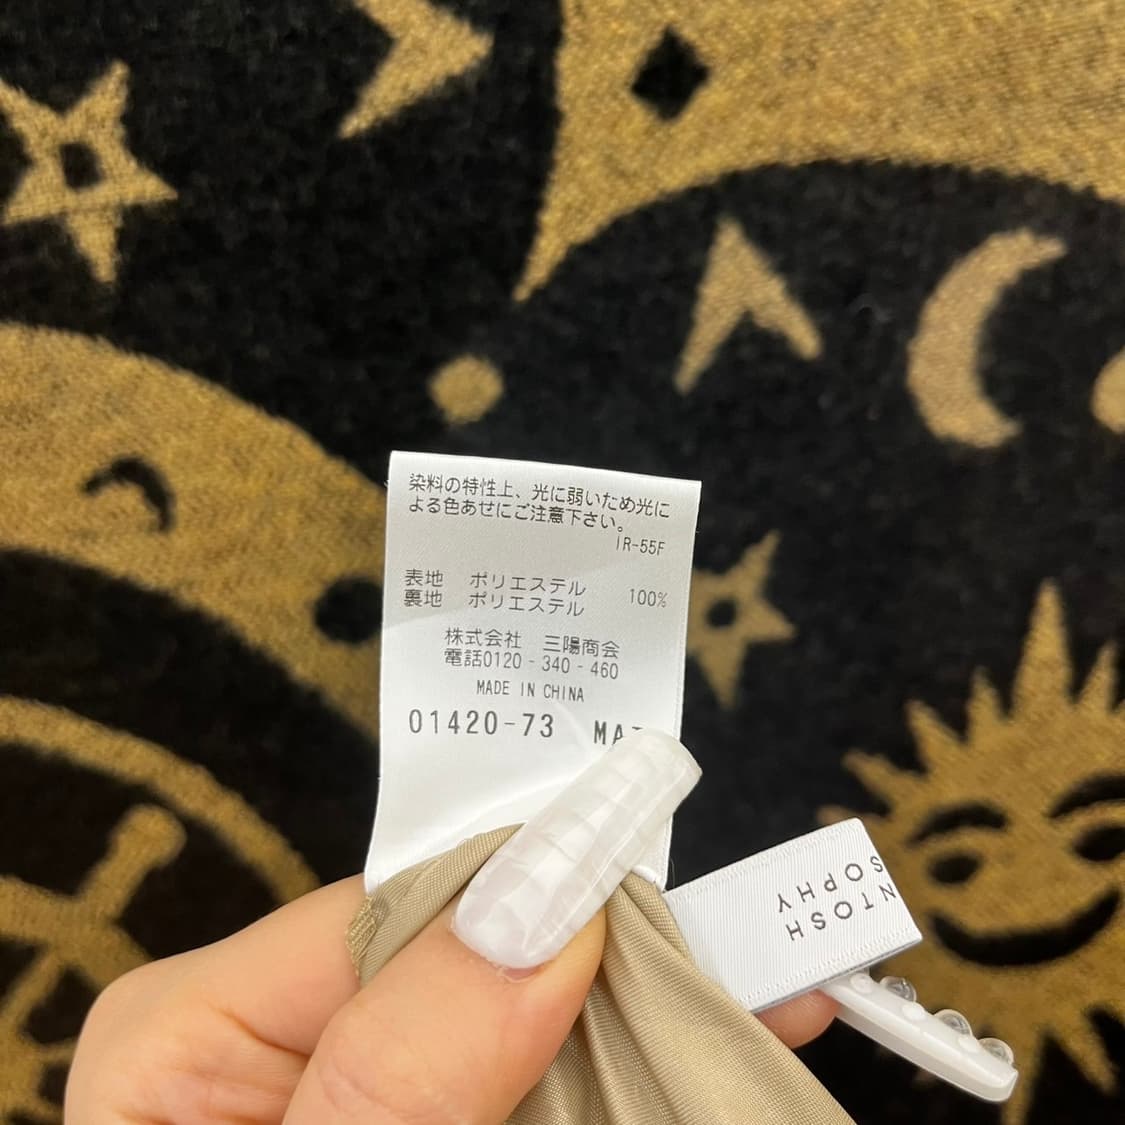 染料の特性上、光に弱いため光に
よる色あせにご注意下さい。
IR-55F
表地 ポリエステル
裏地 ポリエステル 100%
株式会社 三陽商会
電話0120-340-460
MADE IN CHINA
01420-73
NTOSH
SOPHY